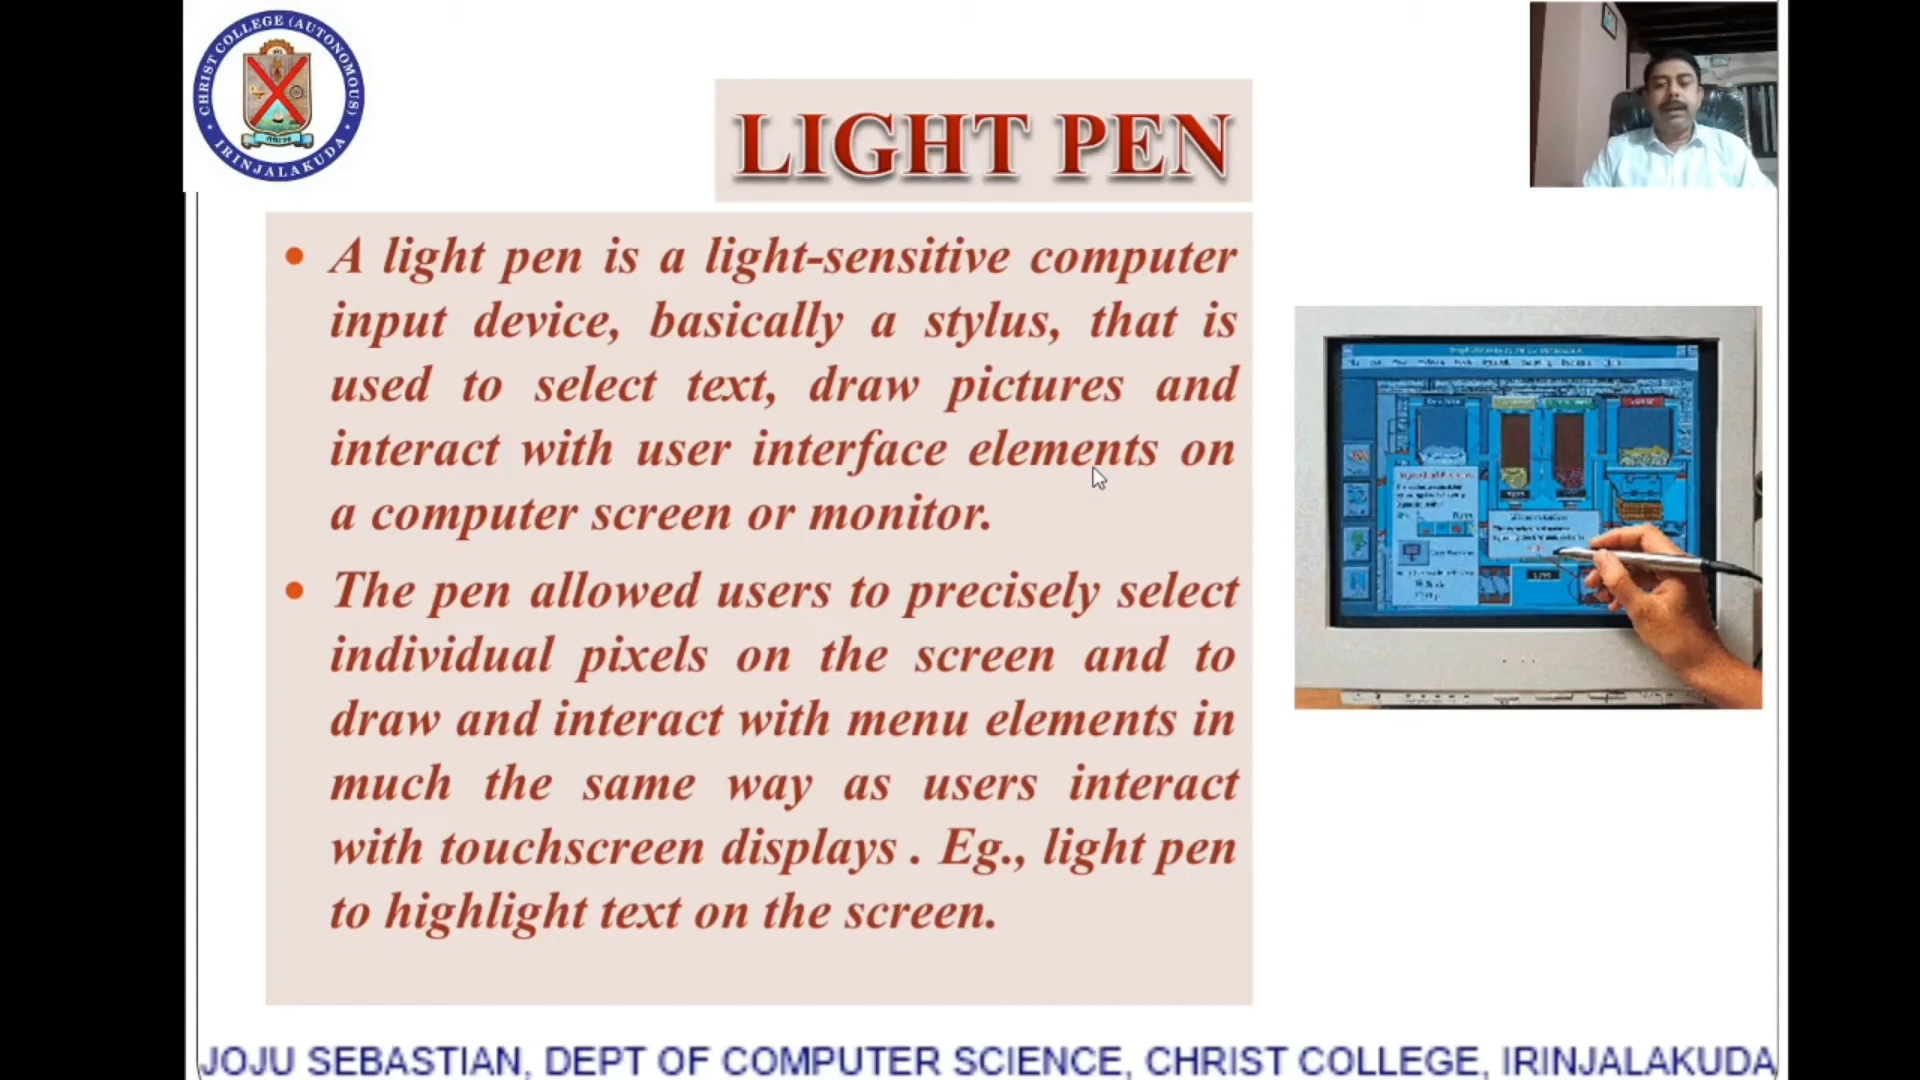 CHRIST COLLEGE (AUTONOMOUS)
IRINJALAKUDA
LIGHT PEN
• A light pen is a light-sensitive computer
input device, basically a stylus, that is
used to select text, draw pictures and
interact with user interface elements on
a computer screen or monitor.
• The pen allowed users to precisely select
individual pixels on the screen and to
draw and interact with menu elements in
much the same way as users interact
with touchscreen displays . Eg., light pen
to highlight text on the screen.
JOJU SEBASTIAN, DEPT OF COMPUTER SCIENCE, CHRIST COLLEGE, IRINJALAKUDA